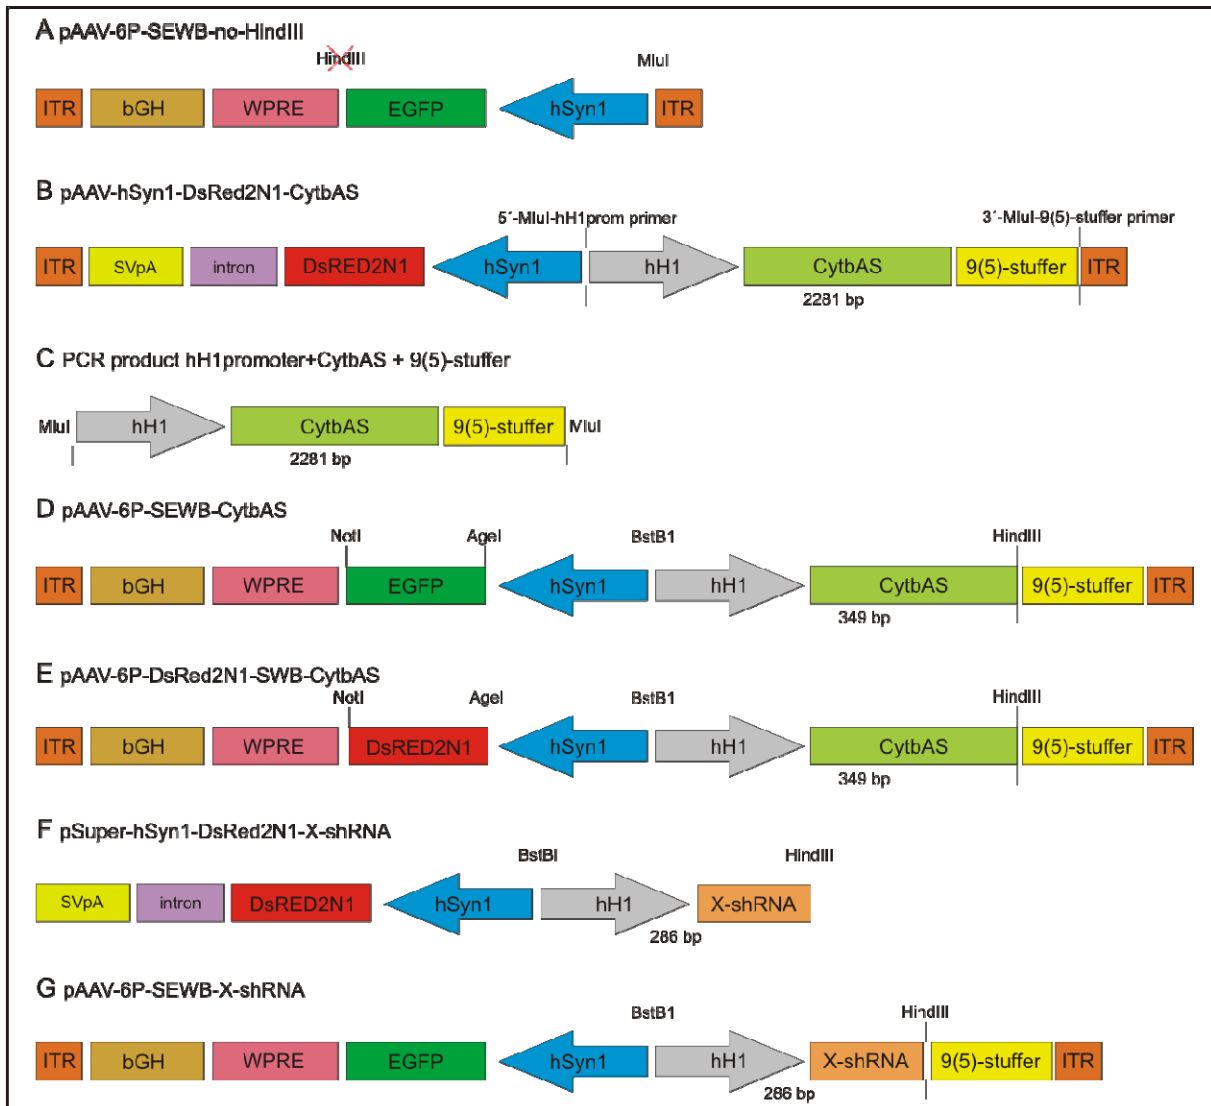 A pAAV-6P-SEWB-no-HindIII
HindIII MluI
ITR bGH WPRE EGFP hSyn1 ITR
B pAAV-hSyn1-DsRed2N1-CytbAS
5´-MluI-hH1prom primer 3´-MluI-9(5)-stuffer primer
ITR SVpA intron DsRED2N1 hSyn1 hH1 CytbAS 9(5)-stuffer ITR
2281 bp
C PCR product hH1promoter+CytbAS + 9(5)-stuffer
MluI hH1 CytbAS 9(5)-stuffer MluI
2281 bp
D pAAV-6P-SEWB-CytbAS
NotI AgeI BstB1 HindIII
ITR bGH WPRE EGFP hSyn1 hH1 CytbAS 9(5)-stuffer ITR
349 bp
E pAAV-6P-DsRed2N1-SWB-CytbAS
NotI AgeI BstB1 HindIII
ITR bGH WPRE DsRED2N1 hSyn1 hH1 CytbAS 9(5)-stuffer ITR
349 bp
F pSuper-hSyn1-DsRed2N1-X-shRNA
BstBI HindIII
SVpA intron DsRED2N1 hSyn1 hH1 X-shRNA
286 bp
G pAAV-6P-SEWB-X-shRNA
BstB1 HindIII
ITR bGH WPRE EGFP hSyn1 hH1 X-shRNA 9(5)-stuffer ITR
286 bp